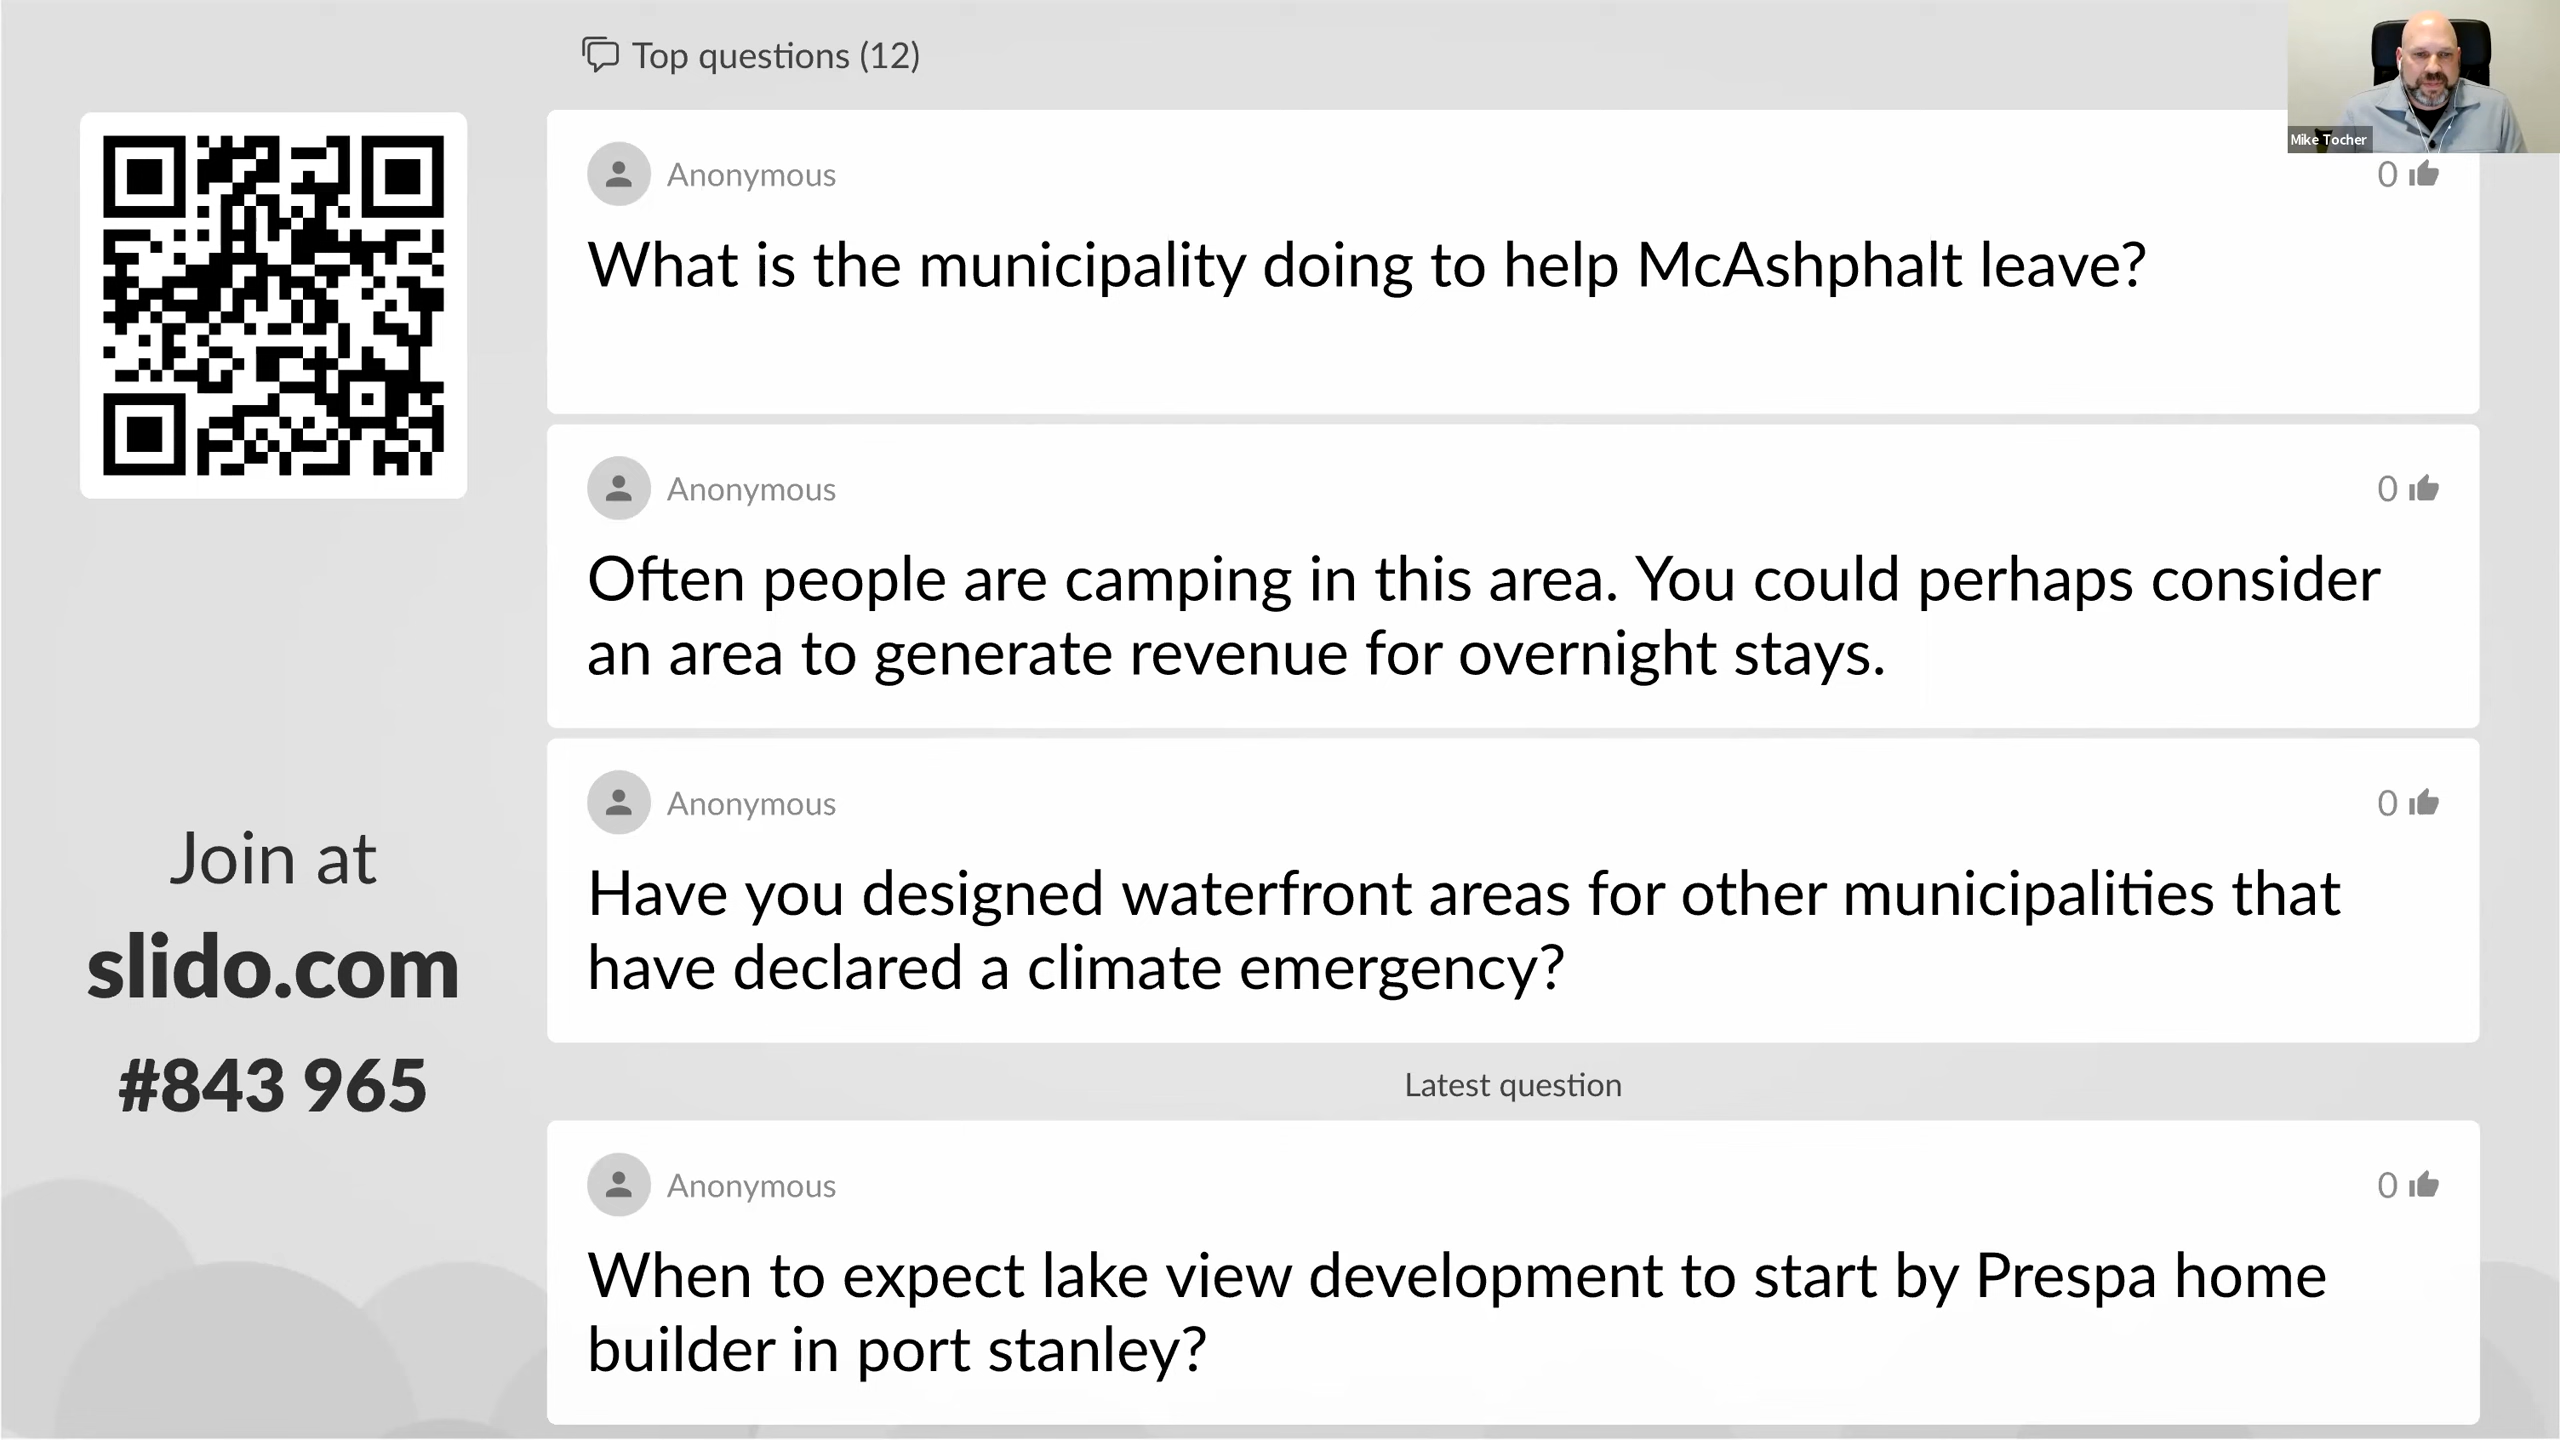 Top questions (12)
Mike Tocher
Anonymous
0
What is the municipality doing to help McAshphalt leave?
Anonymous
0
Often people are camping in this area. You could perhaps consider
an area to generate revenue for overnight stays.
Anonymous
0
Have you designed waterfront areas for other municipalities that
have declared a climate emergency?
Join at
slido.com
#843 965
Latest question
Anonymous
0
When to expect lake view development to start by Prespa home
builder in port stanley?